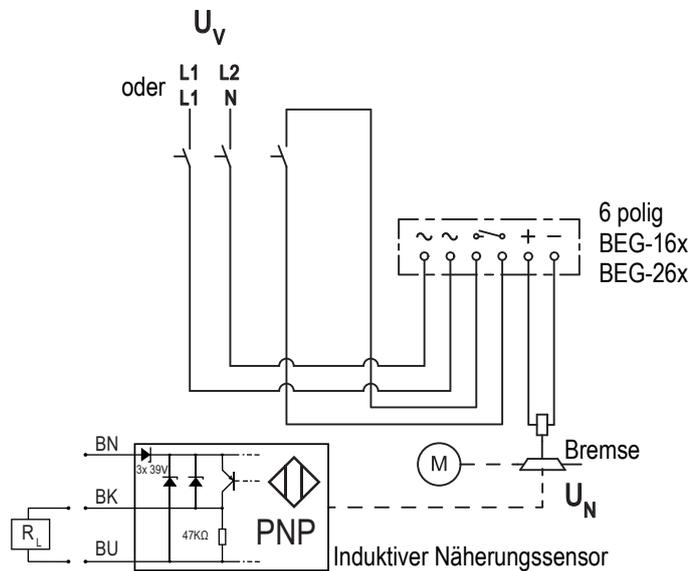 U_V
L1 L2
oder
L1 N
6 polig
BEG-16x
BEG-26x
~ ~ + −
BN
3x 39V
M
Bremse
BK
U_N
R_L
47KΩ
PNP
BU
Induktiver Näherungssensor